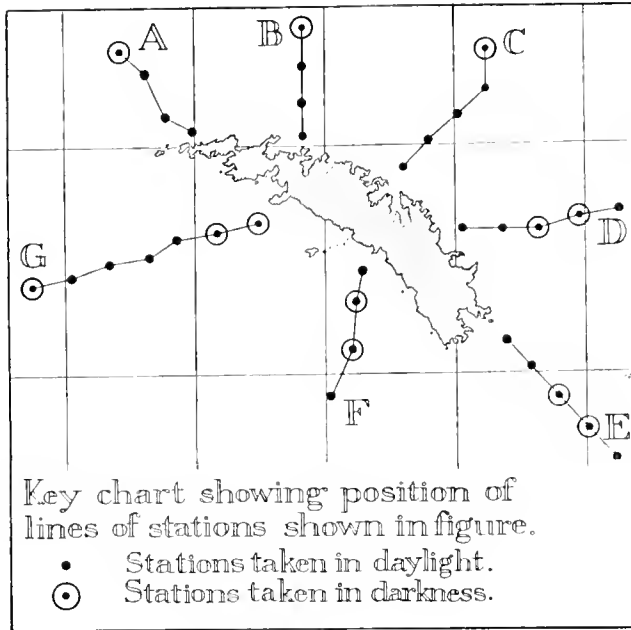 A
B
C
D
G
F
E
Key chart showing position of
lines of stations shown in figure.
Stations taken in daylight.
Stations taken in darkness.